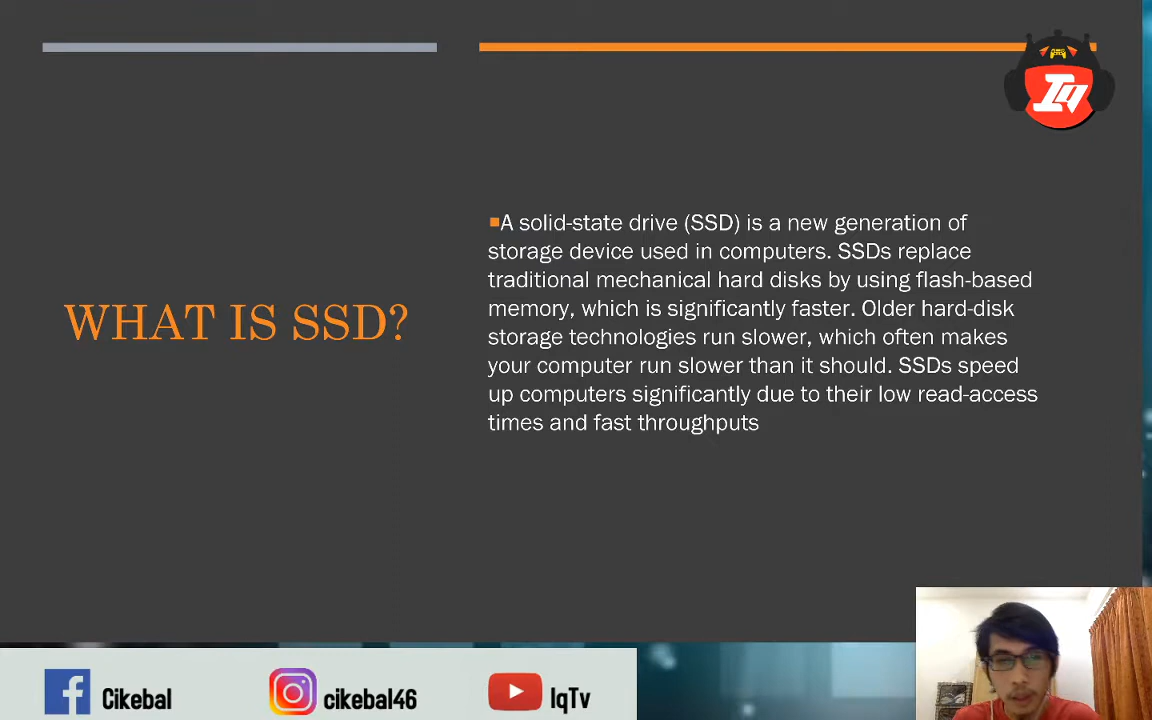 Iq
WHAT IS SSD?
A solid-state drive (SSD) is a new generation of
storage device used in computers. SSDs replace
traditional mechanical hard disks by using flash-based
memory, which is significantly faster. Older hard-disk
storage technologies run slower, which often makes
your computer run slower than it should. SSDs speed
up computers significantly due to their low read-access
times and fast throughputs
Cikebal
cikebal46
IqTv